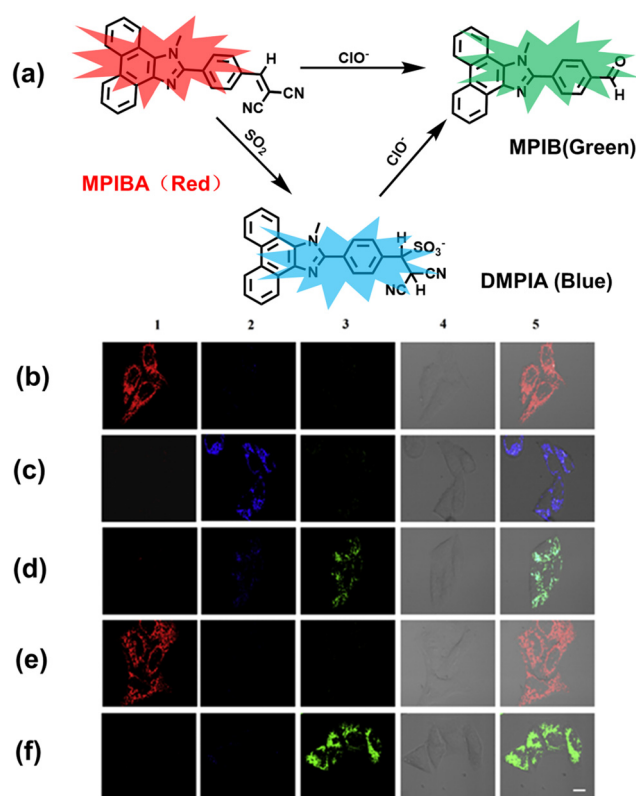 (a)
N
N
H
NC
CN
ClO⁻
N
N
O
H
MPIB(Green)
SO₂
ClO⁻
MPIBA（Red）
N
N
H
SO₃⁻
CN
NC
H
DMPIA (Blue)
1 2 3 4 5
(b)
(c)
(d)
(e)
(f)